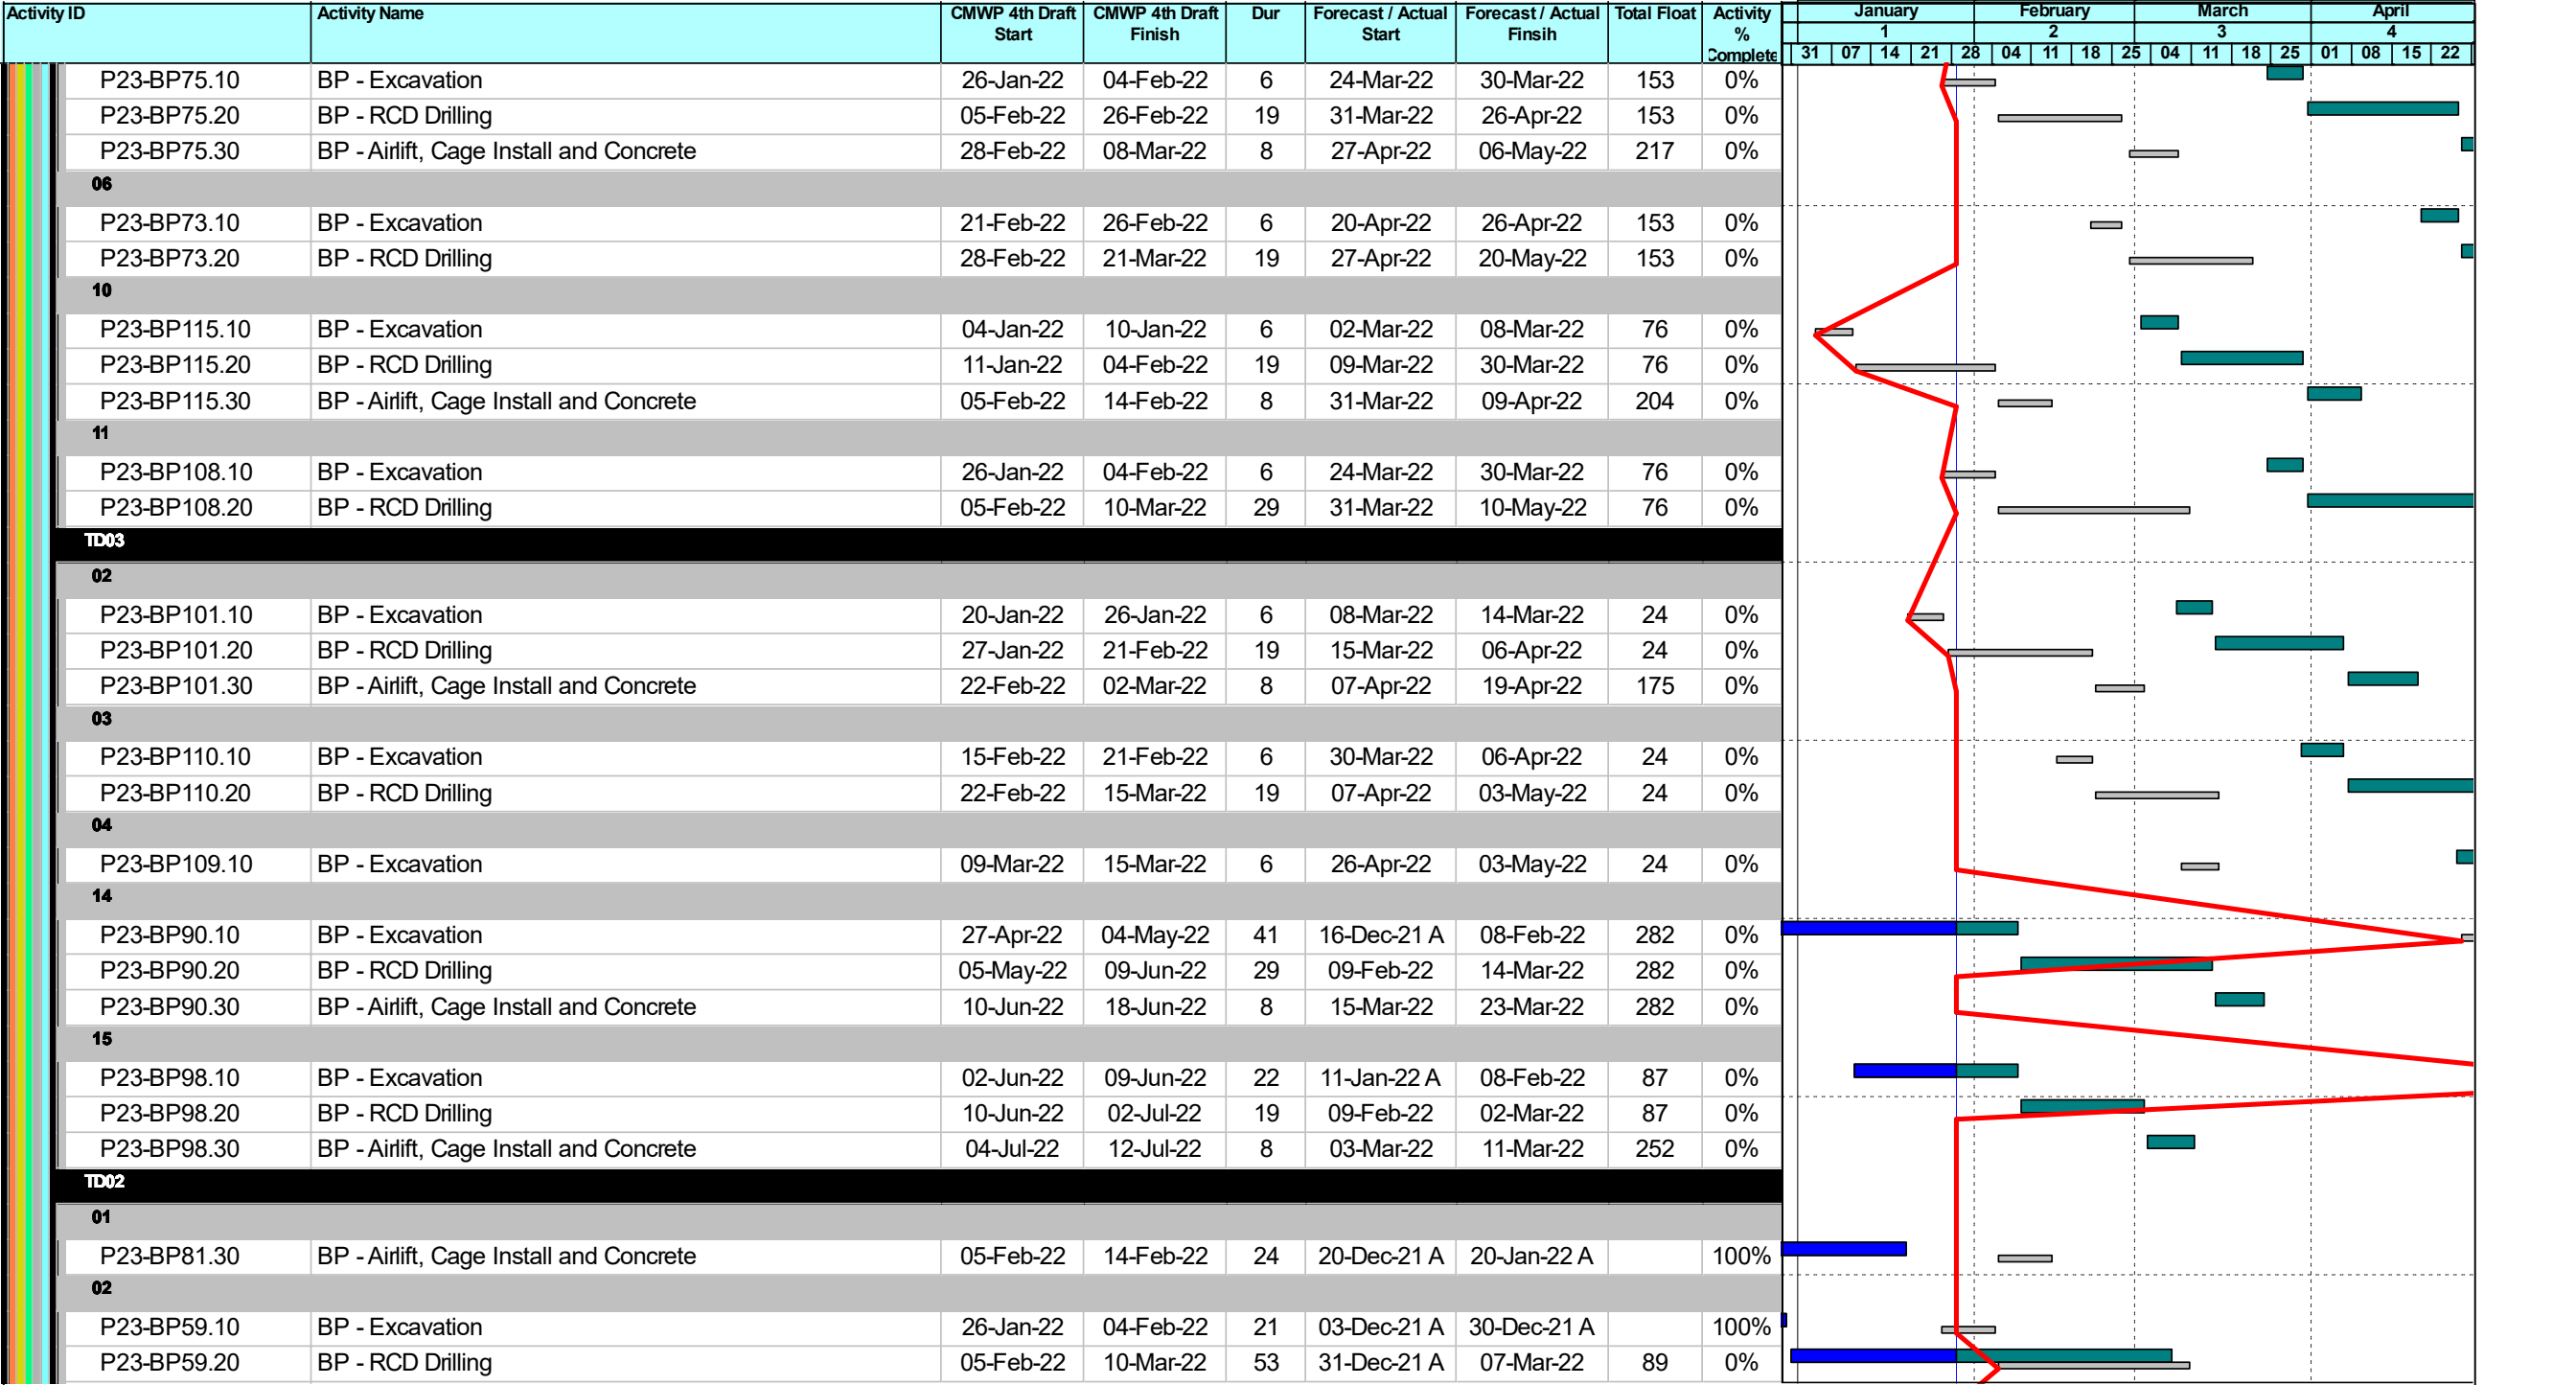 Activity ID Activity Name CMWP 4th Draft Start CMWP 4th Draft Finish Dur Forecast / Actual Start Forecast / Actual Finsih Total Float Activity % Complete
January February March April
1 2 3 4
31 07 14 21 28 04 11 18 25 04 11 18 25 01 08 15 22
P23-BP75.10 BP - Excavation 26-Jan-22 04-Feb-22 6 24-Mar-22 30-Mar-22 153 0%
P23-BP75.20 BP - RCD Drilling 05-Feb-22 26-Feb-22 19 31-Mar-22 26-Apr-22 153 0%
P23-BP75.30 BP - Airlift, Cage Install and Concrete 28-Feb-22 08-Mar-22 8 27-Apr-22 06-May-22 217 0%
06
P23-BP73.10 BP - Excavation 21-Feb-22 26-Feb-22 6 20-Apr-22 26-Apr-22 153 0%
P23-BP73.20 BP - RCD Drilling 28-Feb-22 21-Mar-22 19 27-Apr-22 20-May-22 153 0%
10
P23-BP115.10 BP - Excavation 04-Jan-22 10-Jan-22 6 02-Mar-22 08-Mar-22 76 0%
P23-BP115.20 BP - RCD Drilling 11-Jan-22 04-Feb-22 19 09-Mar-22 30-Mar-22 76 0%
P23-BP115.30 BP - Airlift, Cage Install and Concrete 05-Feb-22 14-Feb-22 8 31-Mar-22 09-Apr-22 204 0%
11
P23-BP108.10 BP - Excavation 26-Jan-22 04-Feb-22 6 24-Mar-22 30-Mar-22 76 0%
P23-BP108.20 BP - RCD Drilling 05-Feb-22 10-Mar-22 29 31-Mar-22 10-May-22 76 0%
TD03
02
P23-BP101.10 BP - Excavation 20-Jan-22 26-Jan-22 6 08-Mar-22 14-Mar-22 24 0%
P23-BP101.20 BP - RCD Drilling 27-Jan-22 21-Feb-22 19 15-Mar-22 06-Apr-22 24 0%
P23-BP101.30 BP - Airlift, Cage Install and Concrete 22-Feb-22 02-Mar-22 8 07-Apr-22 19-Apr-22 175 0%
03
P23-BP110.10 BP - Excavation 15-Feb-22 21-Feb-22 6 30-Mar-22 06-Apr-22 24 0%
P23-BP110.20 BP - RCD Drilling 22-Feb-22 15-Mar-22 19 07-Apr-22 03-May-22 24 0%
04
P23-BP109.10 BP - Excavation 09-Mar-22 15-Mar-22 6 26-Apr-22 03-May-22 24 0%
14
P23-BP90.10 BP - Excavation 27-Apr-22 04-May-22 41 16-Dec-21 A 08-Feb-22 282 0%
P23-BP90.20 BP - RCD Drilling 05-May-22 09-Jun-22 29 09-Feb-22 14-Mar-22 282 0%
P23-BP90.30 BP - Airlift, Cage Install and Concrete 10-Jun-22 18-Jun-22 8 15-Mar-22 23-Mar-22 282 0%
15
P23-BP98.10 BP - Excavation 02-Jun-22 09-Jun-22 22 11-Jan-22 A 08-Feb-22 87 0%
P23-BP98.20 BP - RCD Drilling 10-Jun-22 02-Jul-22 19 09-Feb-22 02-Mar-22 87 0%
P23-BP98.30 BP - Airlift, Cage Install and Concrete 04-Jul-22 12-Jul-22 8 03-Mar-22 11-Mar-22 252 0%
TD02
01
P23-BP81.30 BP - Airlift, Cage Install and Concrete 05-Feb-22 14-Feb-22 24 20-Dec-21 A 20-Jan-22 A 100%
02
P23-BP59.10 BP - Excavation 26-Jan-22 04-Feb-22 21 03-Dec-21 A 30-Dec-21 A 100%
P23-BP59.20 BP - RCD Drilling 05-Feb-22 10-Mar-22 53 31-Dec-21 A 07-Mar-22 89 0%